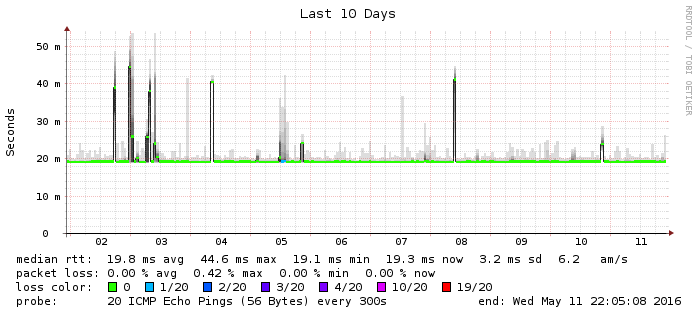 Last 10 Days
RRDTOOL / TOBI OETIKER
Seconds
50 m
40 m
30 m
20 m
10 m
0
02 03 04 05 06 07 08 09 10 11
median rtt: 19.8 ms avg 44.6 ms max 19.1 ms min 19.3 ms now 3.2 ms sd 6.2 am/s
packet loss: 0.00 % avg 0.42 % max 0.00 % min 0.00 % now
loss color: 0 1/20 2/20 3/20 4/20 10/20 19/20
probe: 20 ICMP Echo Pings (56 Bytes) every 300s end: Wed May 11 22:05:08 2016